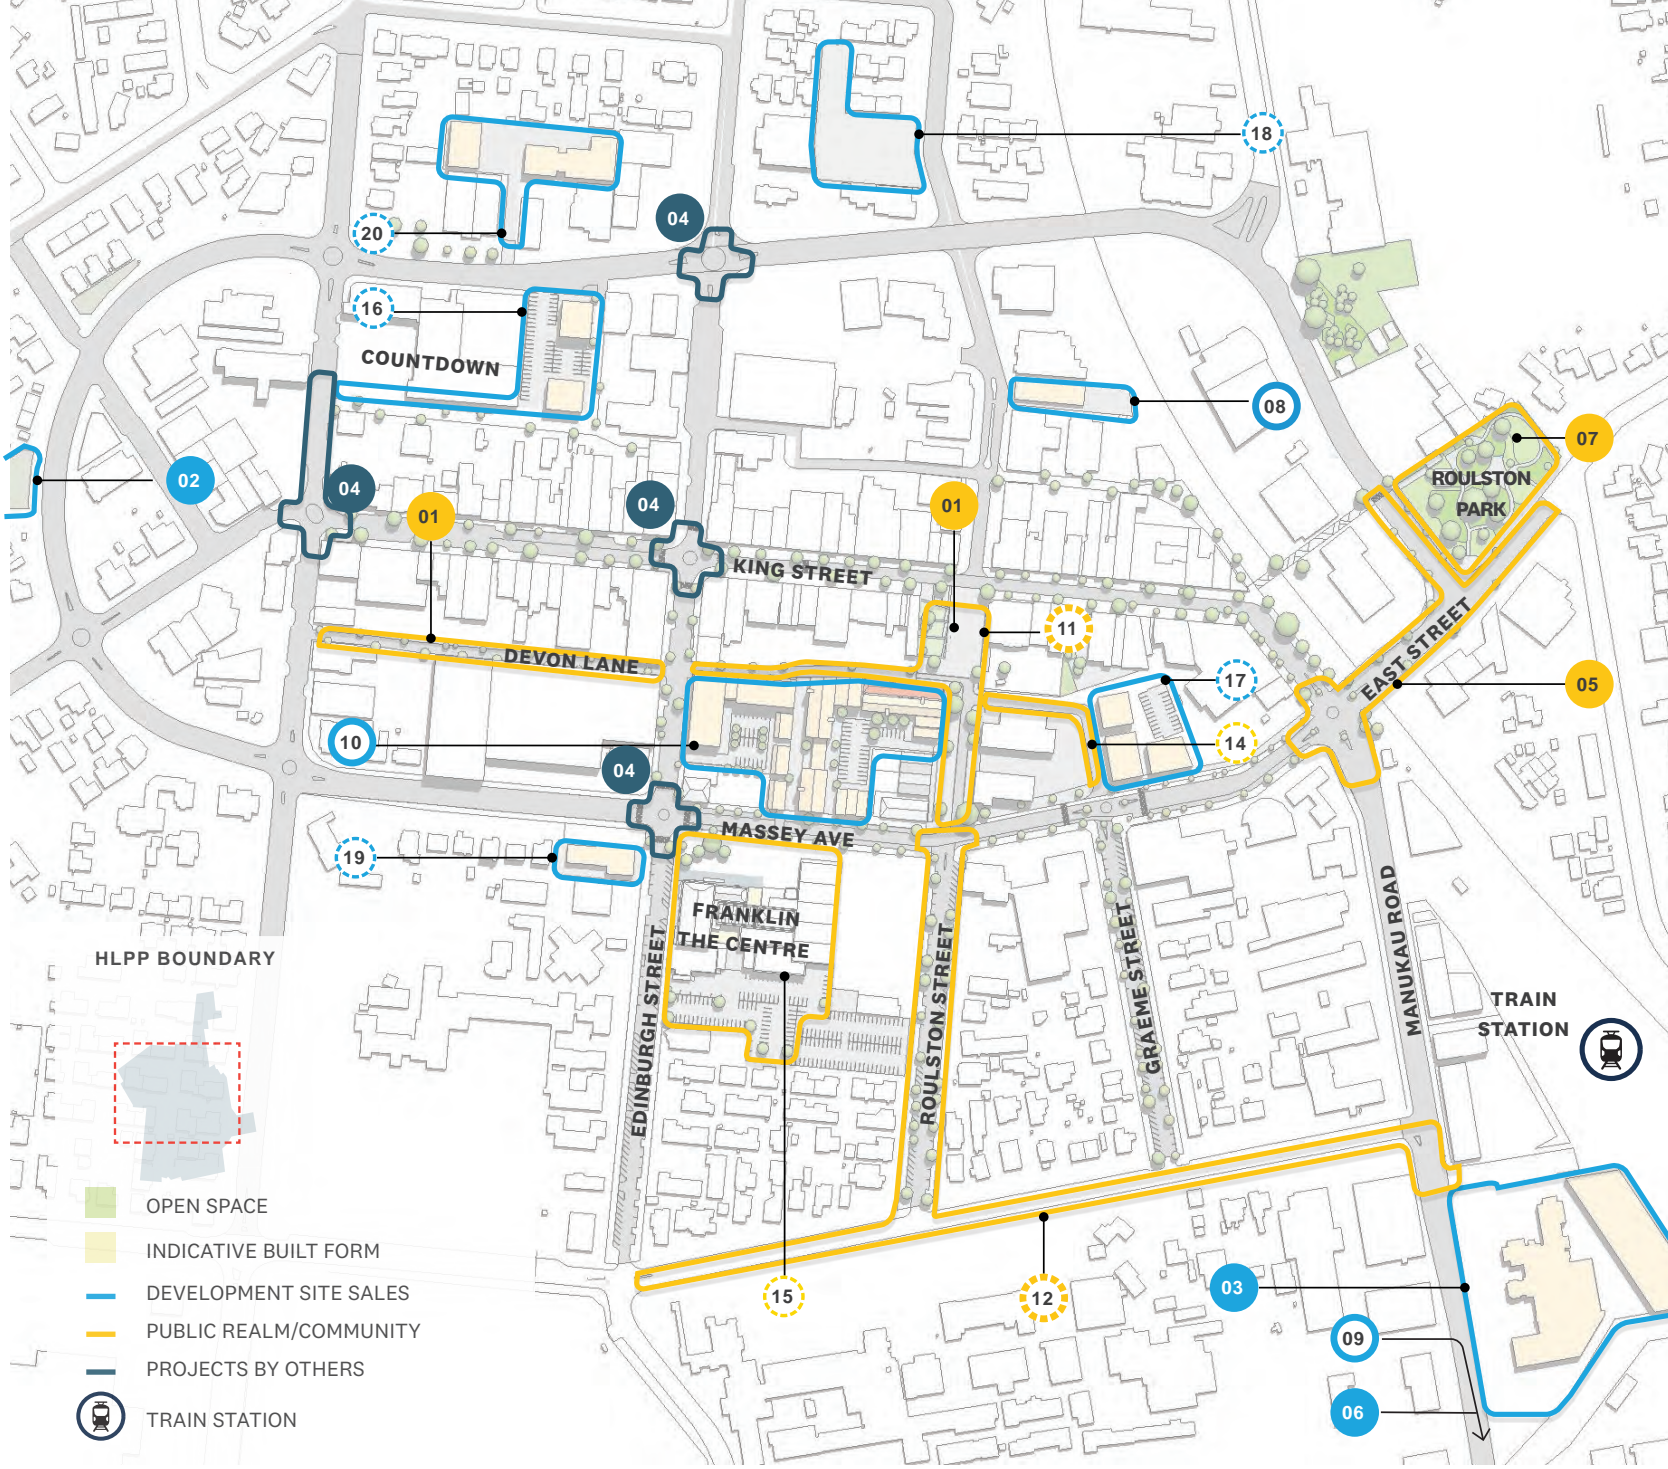 18
04
20
16
COUNTDOWN
08
07
ROULSTON
PARK
02
04
04
01
01
KING STREET
11
DEVON LANE
EAST STREET
17
05
10
14
04
MASSEY AVE
19
FRANKLIN
THE CENTRE
EDINBURGH STREET
ROULSTON STREET
GRAEME STREET
MANUKAU ROAD
TRAIN
STATION
HLPP BOUNDARY
OPEN SPACE
INDICATIVE BUILT FORM
DEVELOPMENT SITE SALES
PUBLIC REALM/COMMUNITY
PROJECTS BY OTHERS
TRAIN STATION
15
12
03
09
06